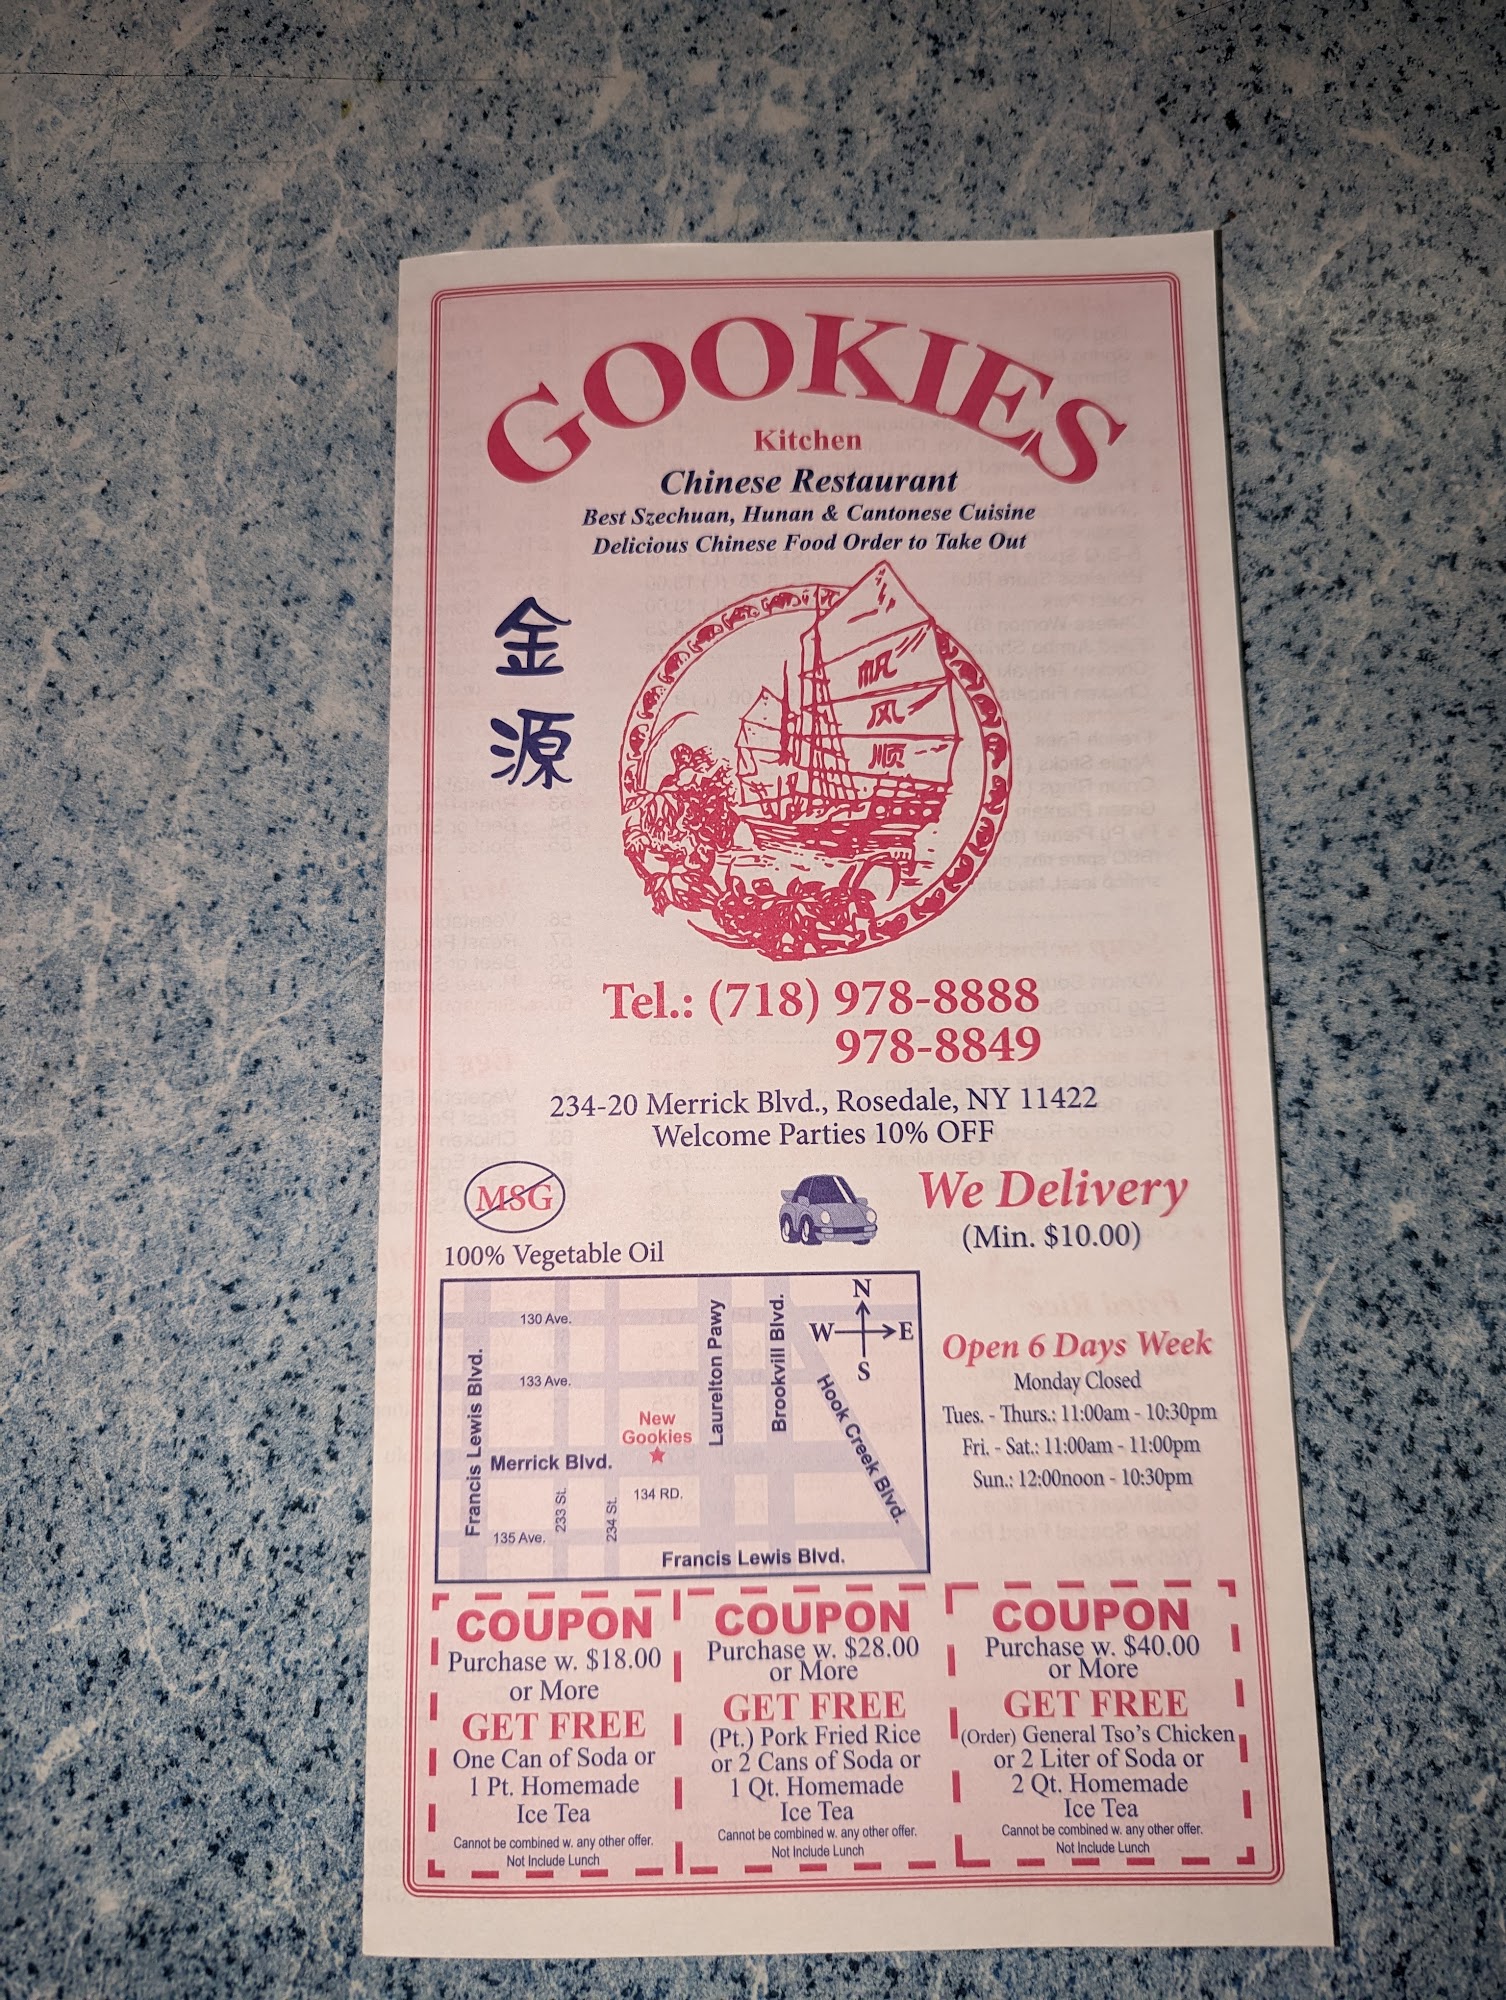 GOOKIES
Kitchen
Chinese Restaurant
Best Szechuan, Hunan & Cantonese Cuisine
Delicious Chinese Food Order to Take Out
金
源
帆
风
顺
Tel.: (718) 978-8888
978-8849
234-20 Merrick Blvd., Rosedale, NY 11422
Welcome Parties 10% OFF
MSG
100% Vegetable Oil
We Delivery
(Min. $10.00)
130 Ave.
133 Ave.
Francis Lewis Blvd.
Merrick Blvd.
New
Gookies
Laurelton Pawy
Brookvill Blvd.
Hook Creek Blvd.
N
W E
S
233 St.
234 St.
134 RD.
135 Ave.
Francis Lewis Blvd.
Open 6 Days Week
Monday Closed
Tues. - Thurs.: 11:00am - 10:30pm
Fri. - Sat.: 11:00am - 11:00pm
Sun.: 12:00noon - 10:30pm
COUPON
Purchase w. $18.00
or More
GET FREE
One Can of Soda or
1 Pt. Homemade
Ice Tea
Cannot be combined w. any other offer.
Not Include Lunch
COUPON
Purchase w. $28.00
or More
GET FREE
(Pt.) Pork Fried Rice
or 2 Cans of Soda or
1 Qt. Homemade
Ice Tea
Cannot be combined w. any other offer.
Not Include Lunch
COUPON
Purchase w. $40.00
or More
GET FREE
(Order) General Tso's Chicken
or 2 Liter of Soda or
2 Qt. Homemade
Ice Tea
Cannot be combined w. any other offer.
Not Include Lunch